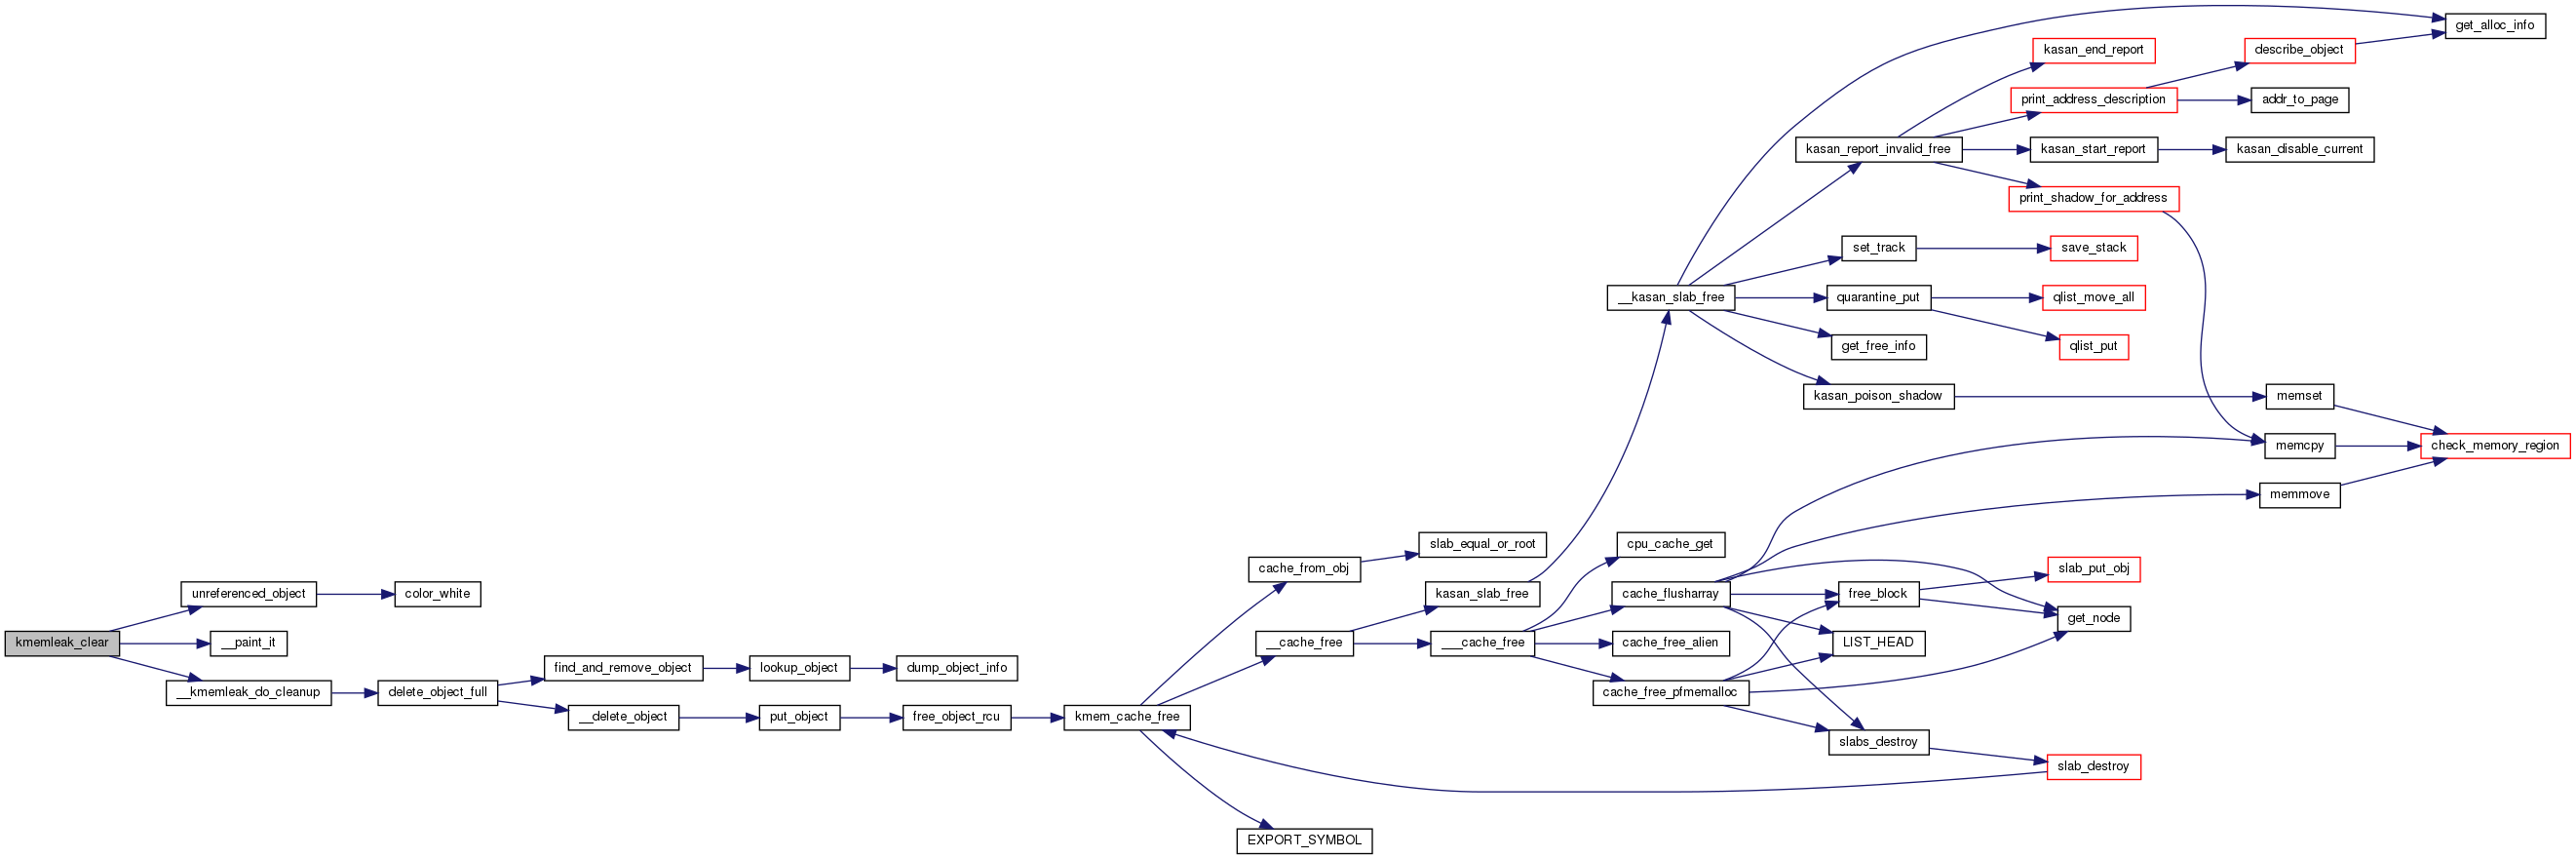 get_alloc_info
kasan_end_report
describe_object
print_address_description
addr_to_page
kasan_report_invalid_free
kasan_start_report
kasan_disable_current
print_shadow_for_address
set_track
save_stack
__kasan_slab_free
quarantine_put
qlist_move_all
get_free_info
qlist_put
kasan_poison_shadow
memset
memcpy
check_memory_region
memmove
slab_equal_or_root
cpu_cache_get
cache_from_obj
slab_put_obj
unreferenced_object
color_white
kasan_slab_free
cache_flusharray
free_block
get_node
kmemleak_clear
__paint_it
__cache_free
___cache_free
cache_free_alien
LIST_HEAD
find_and_remove_object
lookup_object
dump_object_info
__kmemleak_do_cleanup
delete_object_full
cache_free_pfmemalloc
__delete_object
put_object
free_object_rcu
kmem_cache_free
slabs_destroy
slab_destroy
EXPORT_SYMBOL